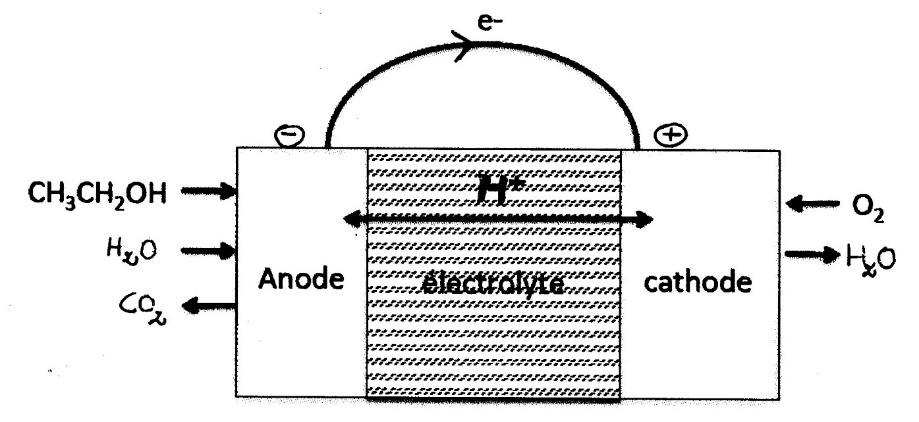 e-
⊖ ⊕
CH₃CH₂OH
H⁺
O₂
H₂O
H₂O
Anode
électrolyte
cathode
CO₂